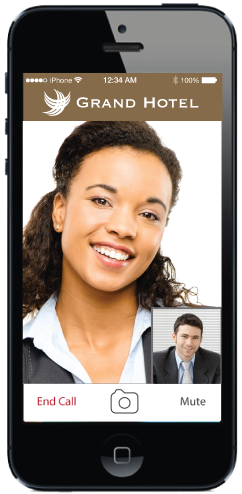 iPhone 12:34 AM 100%
GRAND HOTEL
End Call Mute